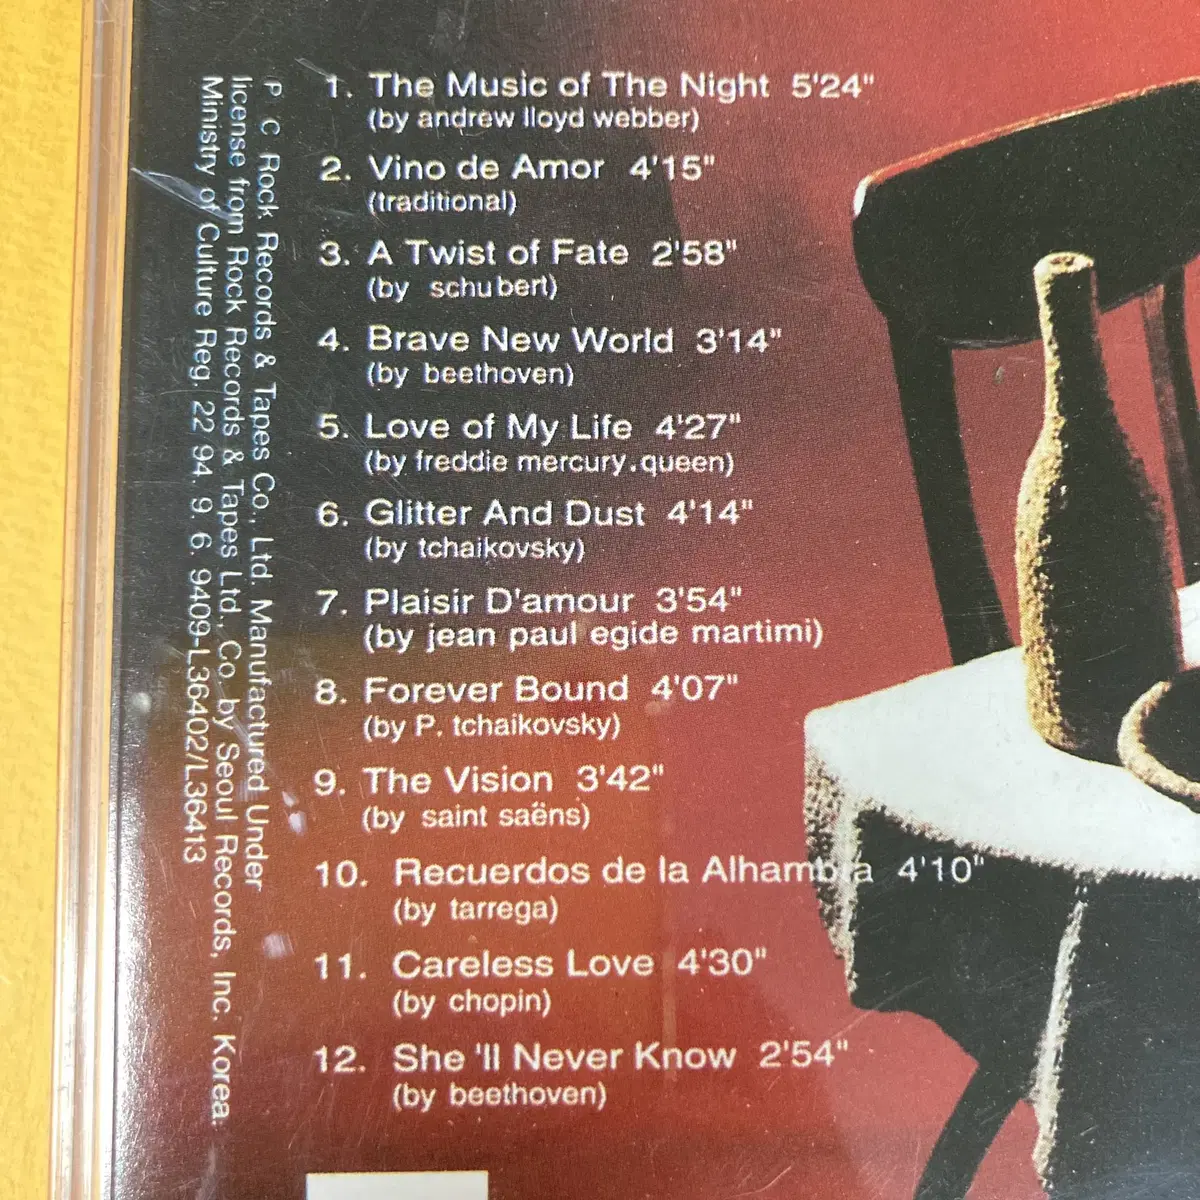 1. The Music of The Night 5'24"
(by andrew lloyd webber)
2. Vino de Amor 4'15"
(traditional)
3. A Twist of Fate 2'58"
(by schubert)
4. Brave New World 3'14"
(by beethoven)
5. Love of My Life 4'27"
(by freddie mercury.queen)
6. Glitter And Dust 4'14"
(by tchaikovsky)
7. Plaisir D'amour 3'54"
(by jean paul egide martimi)
8. Forever Bound 4'07"
(by P. tchaikovsky)
9. The Vision 3'42"
(by saint saëns)
10. Recuerdos de la Alhambra 4'10"
(by tarrega)
11. Careless Love 4'30"
(by chopin)
12. She 'll Never Know 2'54"
(by beethoven)
P C Rock Records & Tapes Co., Ltd. Manufactured Under
license from Rock Records & Tapes Ltd., Co. by Seoul Records, Inc. Korea.
Ministry of Culture Reg. 22 94. 9. 6. 9409-L36402/L36413